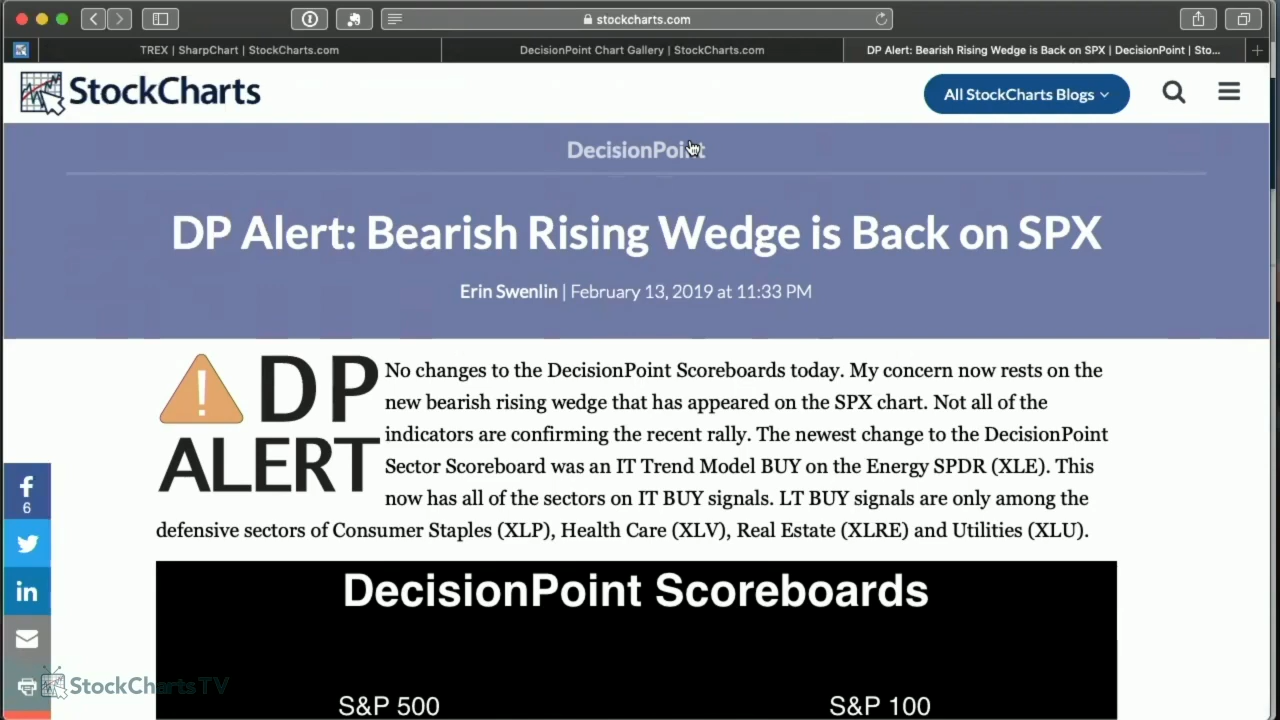 stockcharts.com
TREX | SharpChart | StockCharts.com
DecisionPoint Chart Gallery | StockCharts.com
DP Alert: Bearish Rising Wedge is Back on SPX | DecisionPoint | Sto...
StockCharts
All StockCharts Blogs
DecisionPoint
DP Alert: Bearish Rising Wedge is Back on SPX
Erin Swenlin | February 13, 2019 at 11:33 PM
DP
ALERT
No changes to the DecisionPoint Scoreboards today. My concern now rests on the
new bearish rising wedge that has appeared on the SPX chart. Not all of the
indicators are confirming the recent rally. The newest change to the DecisionPoint
Sector Scoreboard was an IT Trend Model BUY on the Energy SPDR (XLE). This
now has all of the sectors on IT BUY signals. LT BUY signals are only among the
defensive sectors of Consumer Staples (XLP), Health Care (XLV), Real Estate (XLRE) and Utilities (XLU).
6
in
DecisionPoint Scoreboards
S&P 500
S&P 100
StockCharts TV